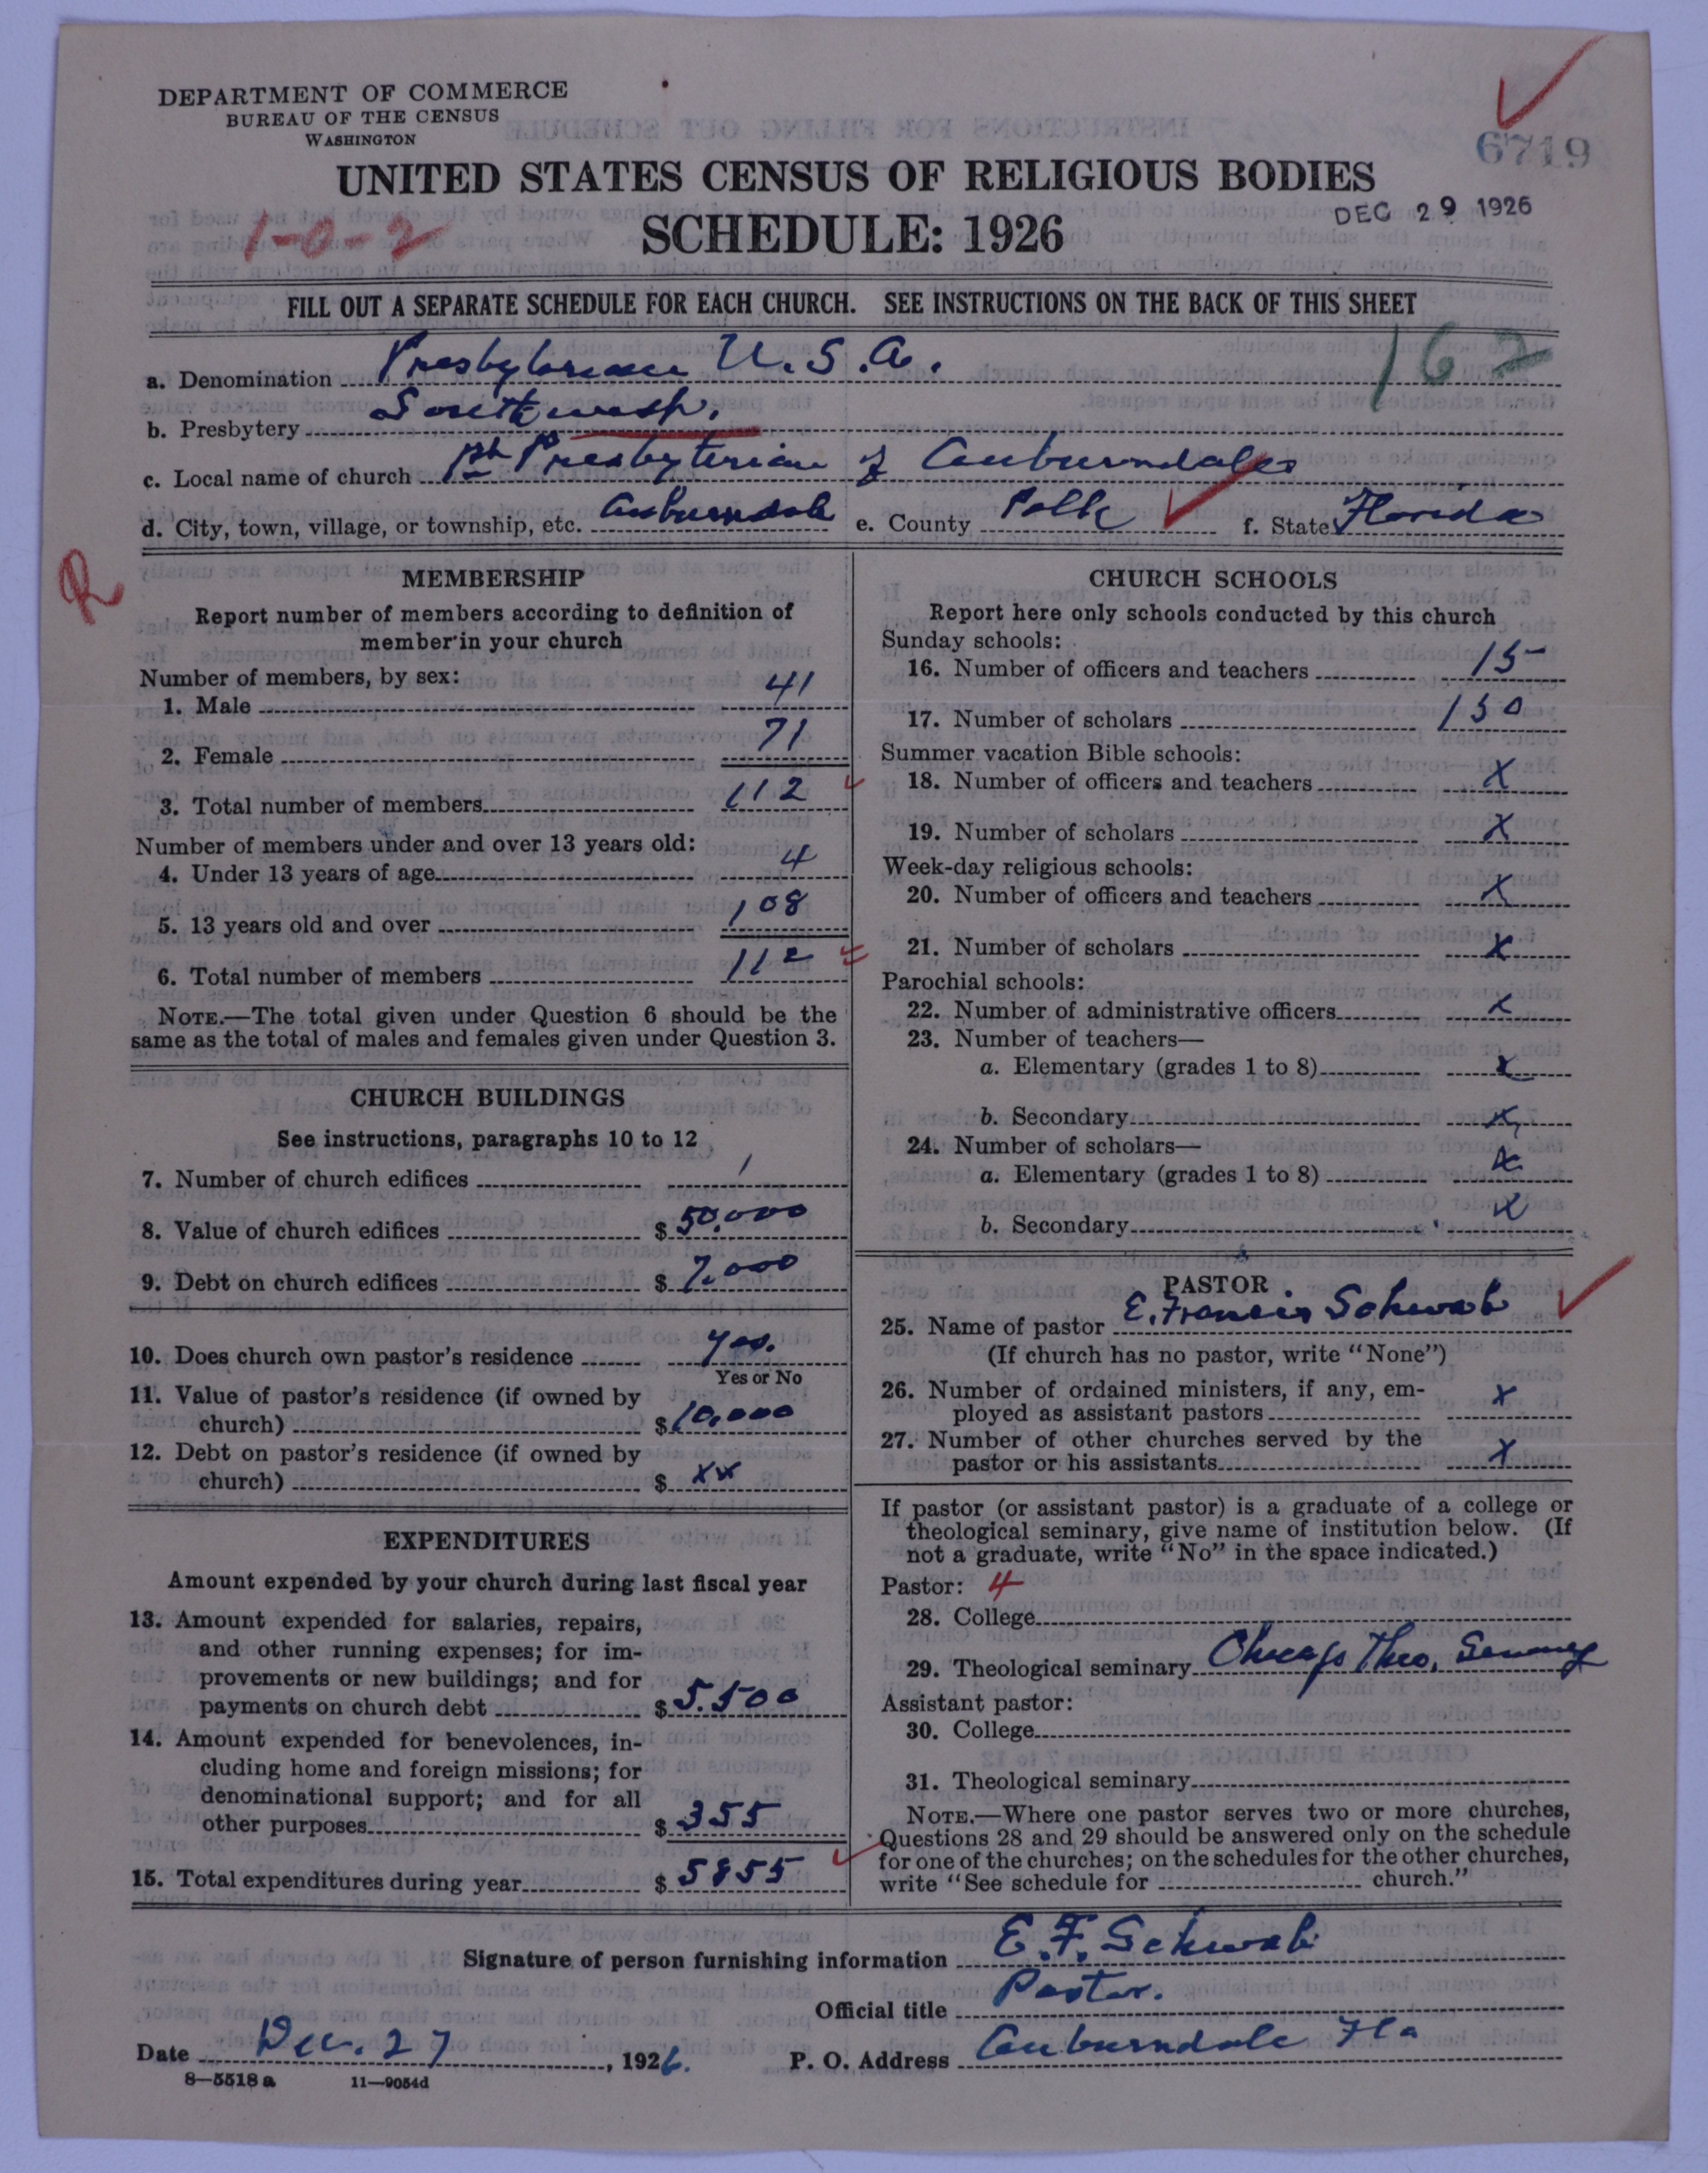 DEPARTMENT OF COMMERCE
BUREAU OF THE CENSUS
WASHINGTON
6719
UNITED STATES CENSUS OF RELIGIOUS BODIES
DEC 29 1926
1-0-2
SCHEDULE: 1926
FILL OUT A SEPARATE SCHEDULE FOR EACH CHURCH. SEE INSTRUCTIONS ON THE BACK OF THIS SHEET
162
a. Denomination Presbyterian U.S.A.
b. Presbytery Southwest.
c. Local name of church 1st Presbyterian of Auburndale
d. City, town, village, or township, etc. Auburndale e. County Polk f. State Florida
R
MEMBERSHIP
Report number of members according to definition of
member in your church
Number of members, by sex:
1. Male 41
2. Female 71
3. Total number of members 112
Number of members under and over 13 years old:
4. Under 13 years of age 4
5. 13 years old and over 108
6. Total number of members 112
NOTE.—The total given under Question 6 should be the
same as the total of males and females given under Question 3.
CHURCH BUILDINGS
See instructions, paragraphs 10 to 12
7. Number of church edifices 1
8. Value of church edifices $ 50,000
9. Debt on church edifices $ 7,000
10. Does church own pastor's residence yes.
Yes or No
11. Value of pastor's residence (if owned by
church) $ 10,000
12. Debt on pastor's residence (if owned by
church) $ xx
EXPENDITURES
Amount expended by your church during last fiscal year
13. Amount expended for salaries, repairs,
and other running expenses; for im-
provements or new buildings; and for
payments on church debt $ 5.500
14. Amount expended for benevolences, in-
cluding home and foreign missions; for
denominational support; and for all
other purposes $ 355
15. Total expenditures during year $ 5855
CHURCH SCHOOLS
Report here only schools conducted by this church
Sunday schools:
16. Number of officers and teachers 15
17. Number of scholars 150
Summer vacation Bible schools:
18. Number of officers and teachers x
19. Number of scholars x
Week-day religious schools:
20. Number of officers and teachers x
21. Number of scholars x
Parochial schools:
22. Number of administrative officers x
23. Number of teachers—
a. Elementary (grades 1 to 8) x
b. Secondary x
24. Number of scholars—
a. Elementary (grades 1 to 8) x
b. Secondary x
PASTOR
25. Name of pastor E. Francis Schwab
(If church has no pastor, write "None")
26. Number of ordained ministers, if any, em-
ployed as assistant pastors x
27. Number of other churches served by the
pastor or his assistants x
If pastor (or assistant pastor) is a graduate of a college or
theological seminary, give name of institution below. (If
not a graduate, write "No" in the space indicated.)
Pastor: 4
28. College
29. Theological seminary Chicago Theo. Seminary
Assistant pastor:
30. College
31. Theological seminary
NOTE.—Where one pastor serves two or more churches,
Questions 28 and 29 should be answered only on the schedule
for one of the churches; on the schedules for the other churches,
write "See schedule for church."
Signature of person furnishing information E. F. Schwab
Official title Pastor.
Date Dec. 27, 1926. P. O. Address Auburndale Fla
8—5518 a 11—9054d